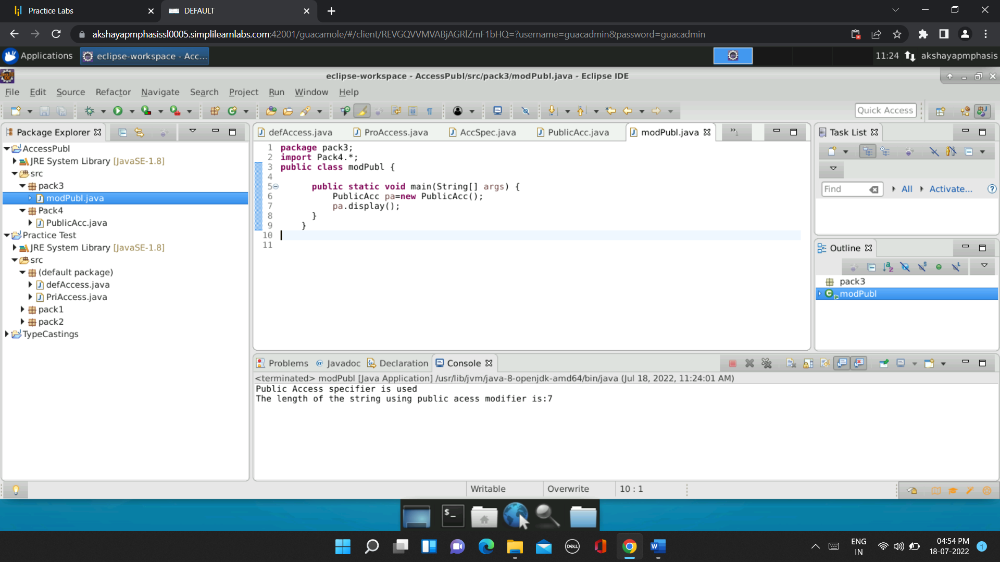 Practice Labs
DEFAULT
akshayapmphasissl0005.simplilearnlabs.com:42001/guacamole/#/client/REVGQVVMVABjAGRlZmF1bHQ=?username=guacadmin&password=guacadmin
Applications
eclipse-workspace - Acc...
11:24
akshayapmphasis
eclipse-workspace - AccessPubl/src/pack3/modPubl.java - Eclipse IDE
File Edit Source Refactor Navigate Search Project Run Window Help
Quick Access
Package Explorer
AccessPubl
JRE System Library [JavaSE-1.8]
src
pack3
modPubl.java
Pack4
PublicAcc.java
Practice Test
JRE System Library [JavaSE-1.8]
src
(default package)
defAccess.java
PriAccess.java
pack1
pack2
TypeCastings
defAccess.java ProAccess.java AccSpec.java PublicAcc.java modPubl.java
1 package pack3;
2 import Pack4.*;
3 public class modPubl {
4
5 public static void main(String[] args) {
6 PublicAcc pa=new PublicAcc();
7 pa.display();
8 }
9 }
10
11
Task List
Find
All
Activate...
Outline
pack3
modPubl
Problems @ Javadoc Declaration Console
<terminated> modPubl [Java Application] /usr/lib/jvm/java-8-openjdk-amd64/bin/java (Jul 18, 2022, 11:24:01 AM)
Public Access specifier is used
The length of the string using public acess modifier is:7
Writable
Overwrite
10 : 1
$_
DELL
W
ENG
IN
04:54 PM
18-07-2022
1